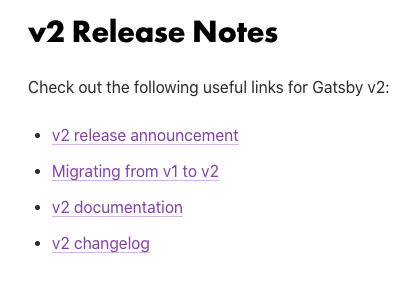 v2 Release Notes
Check out the following useful links for Gatsby v2:
v2 release announcement
Migrating from v1 to v2
v2 documentation
v2 changelog